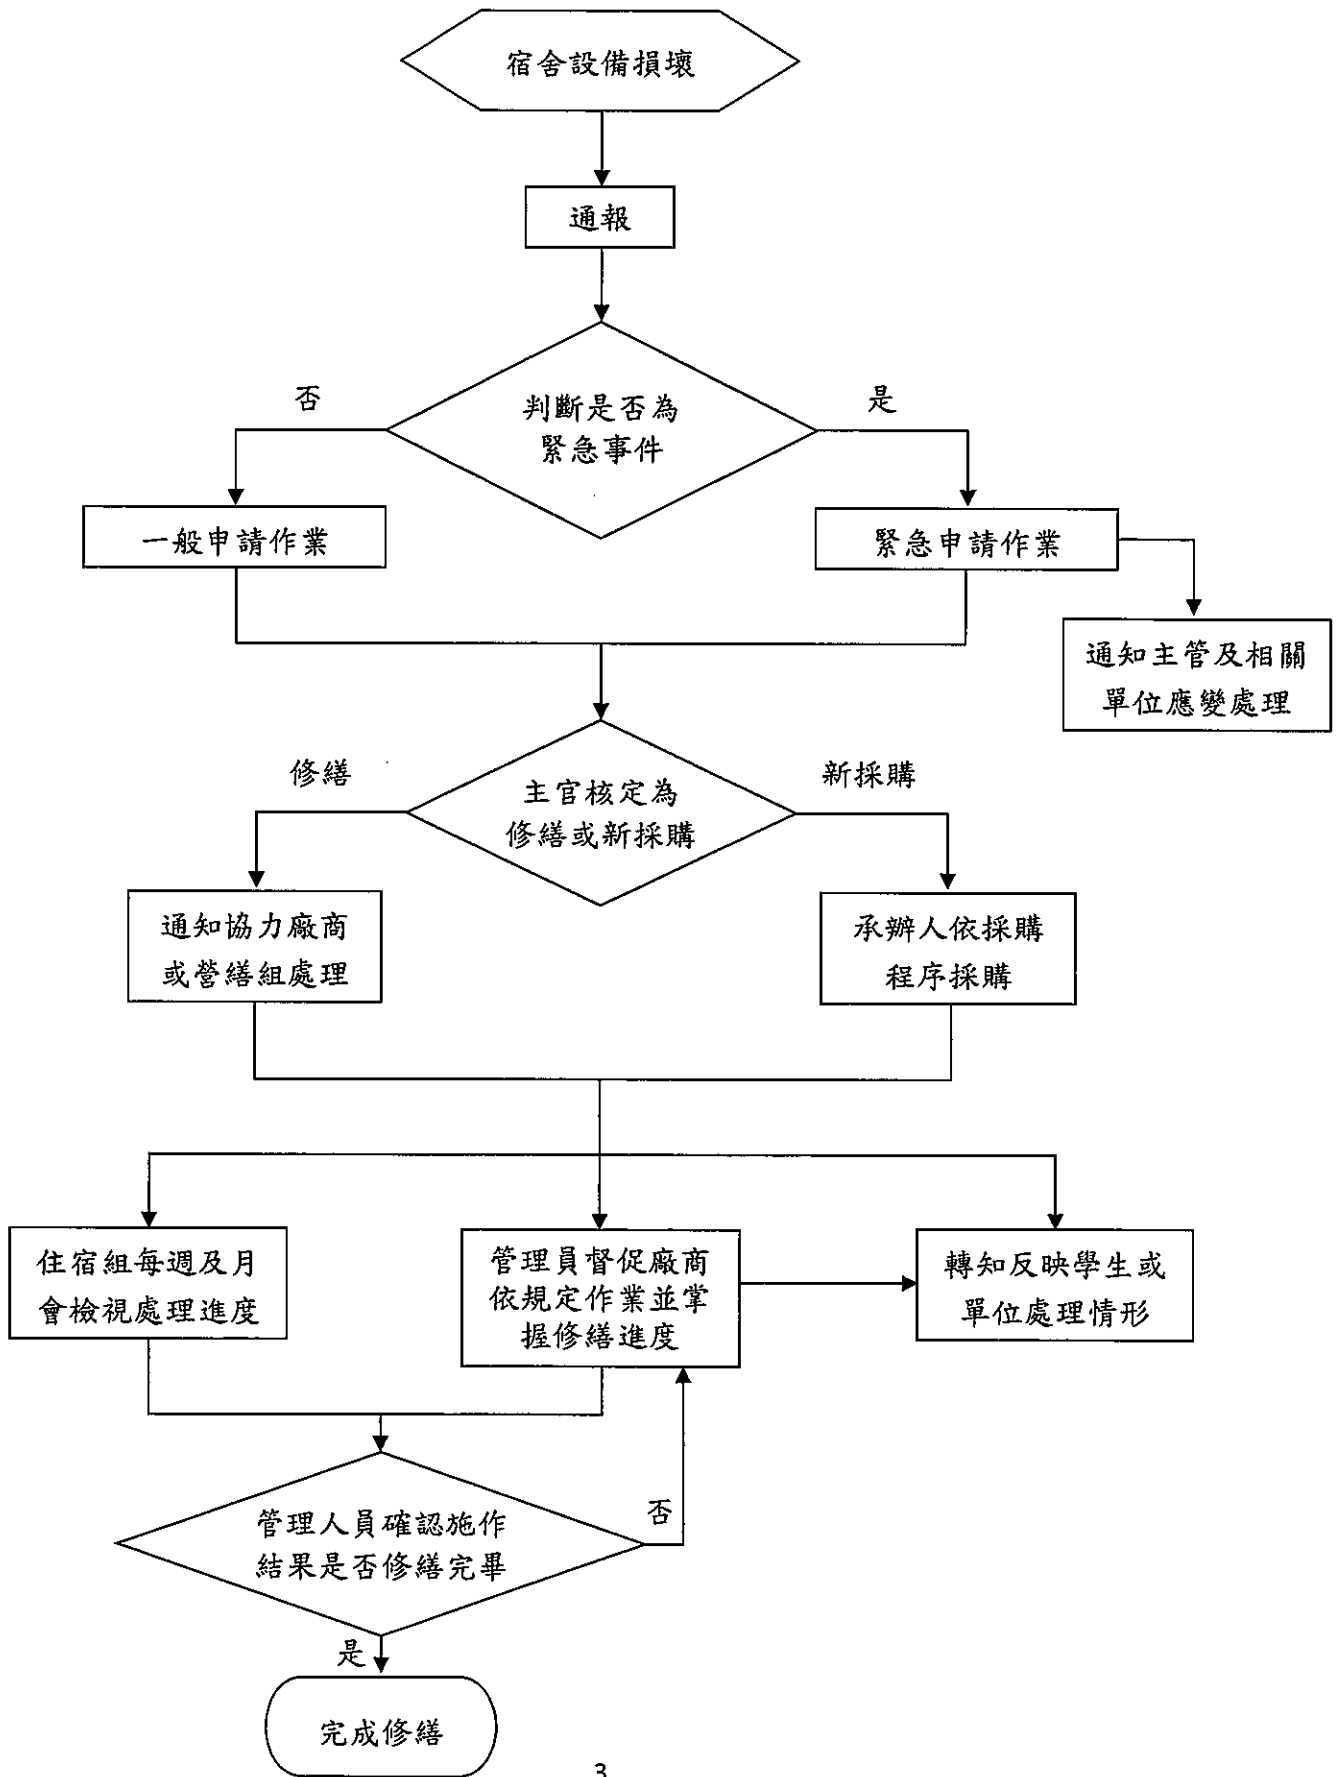 宿舍設備損壞
通報
否
判斷是否為
緊急事件
是
一般申請作業
緊急申請作業
通知主管及相關
單位應變處理
修繕
主官核定為
修繕或新採購
新採購
通知協力廠商
或營繕組處理
承辦人依採購
程序採購
住宿組每週及月
會檢視處理進度
管理員督促廠商
依規定作業並掌
握修繕進度
轉知反映學生或
單位處理情形
管理人員確認施作
結果是否修繕完畢
否
是
完成修繕
3